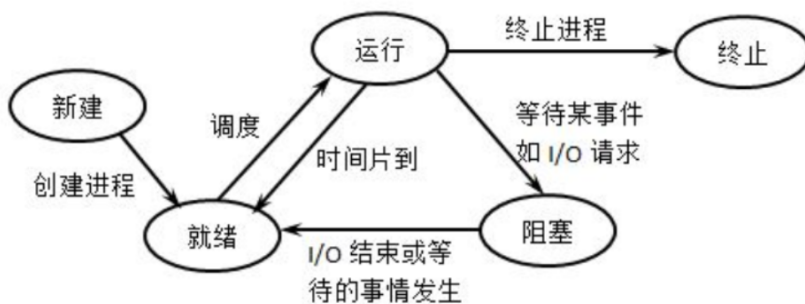 运行
终止进程
终止
新建
调度
等待某事件
如 I/O 请求
时间片到
创建进程
就绪
阻塞
I/O 结束或等
待的事情发生